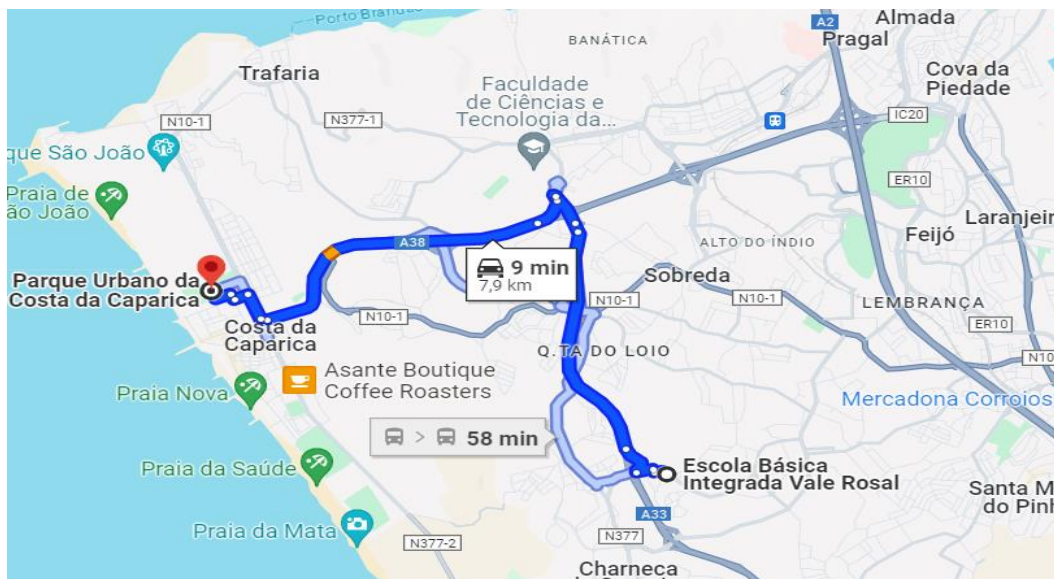 Porto Brandão
A2
Almada
Pragal
BANÁTICA
Trafaria
Cova da
Piedade
Faculdade
de Ciências e
Tecnologia da...
N10-1
N377-1
IC20
que São João
ER10
Praia de
ão João
Laranjeir
Feijó
A38
ALTO DO ÍNDIO
9 min
7,9 km
Sobreda
Parque Urbano da
Costa da Caparica
N10-1
N10-1
LEMBRANÇA
N10-1
Costa da
Caparica
ER10
Q.TA DO LOIO
N10
Asante Boutique
Coffee Roasters
Praia Nova
Mercadona Corroios
> 58 min
Praia da Saúde
Escola Básica
Integrada Vale Rosal
Santa M
do Pinh
A33
Praia da Mata
N377-2
N377
Charneca